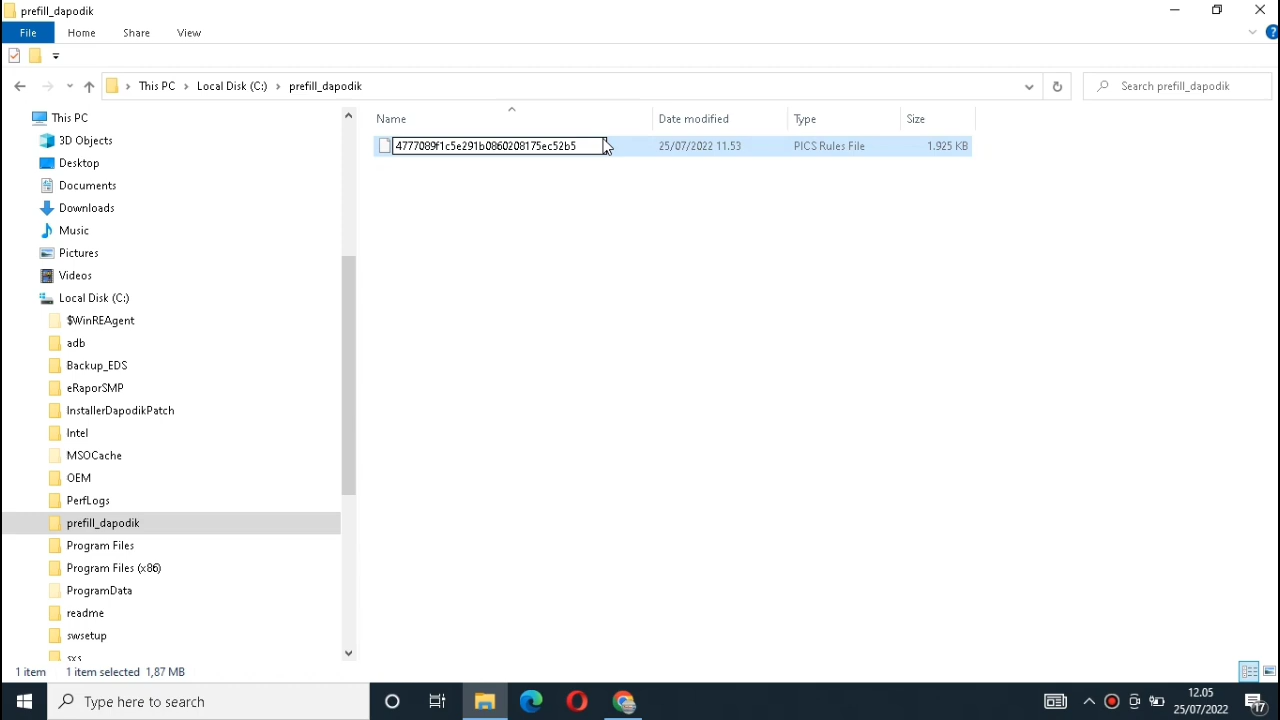 prefill_dapodik
File Home Share View
This PC Local Disk (C:) prefill_dapodik Search prefill_dapodik
Name Date modified Type Size
4777089f1c5e291b0860208175ec52b5 25/07/2022 11.53 PICS Rules File 1.925 KB
This PC
3D Objects
Desktop
Documents
Downloads
Music
Pictures
Videos
Local Disk (C:)
$WinREAgent
adb
Backup_EDS
eRaporSMP
InstallerDapodikPatch
Intel
MSOCache
OEM
PerfLogs
prefill_dapodik
Program Files
Program Files (x86)
ProgramData
readme
swsetup
sxs
1 item 1 item selected 1,87 MB
Type here to search
12.05
25/07/2022
17